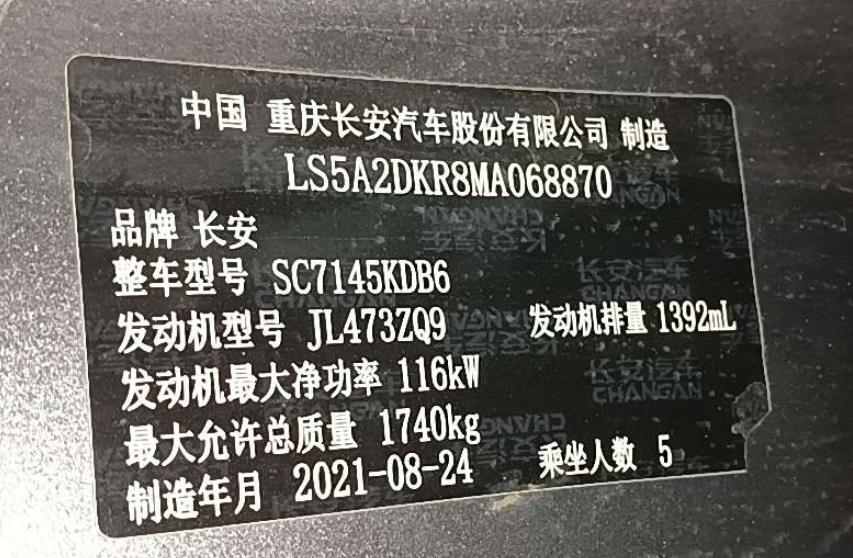 中国 重庆长安汽车股份有限公司 制造
LS5A2DKR8MA068870
品牌 长安
整车型号 SC7145KDB6
发动机型号 JL473ZQ9 发动机排量 1392mL
发动机最大净功率 116kW
最大允许总质量 1740kg
制造年月 2021-08-24 乘坐人数 5